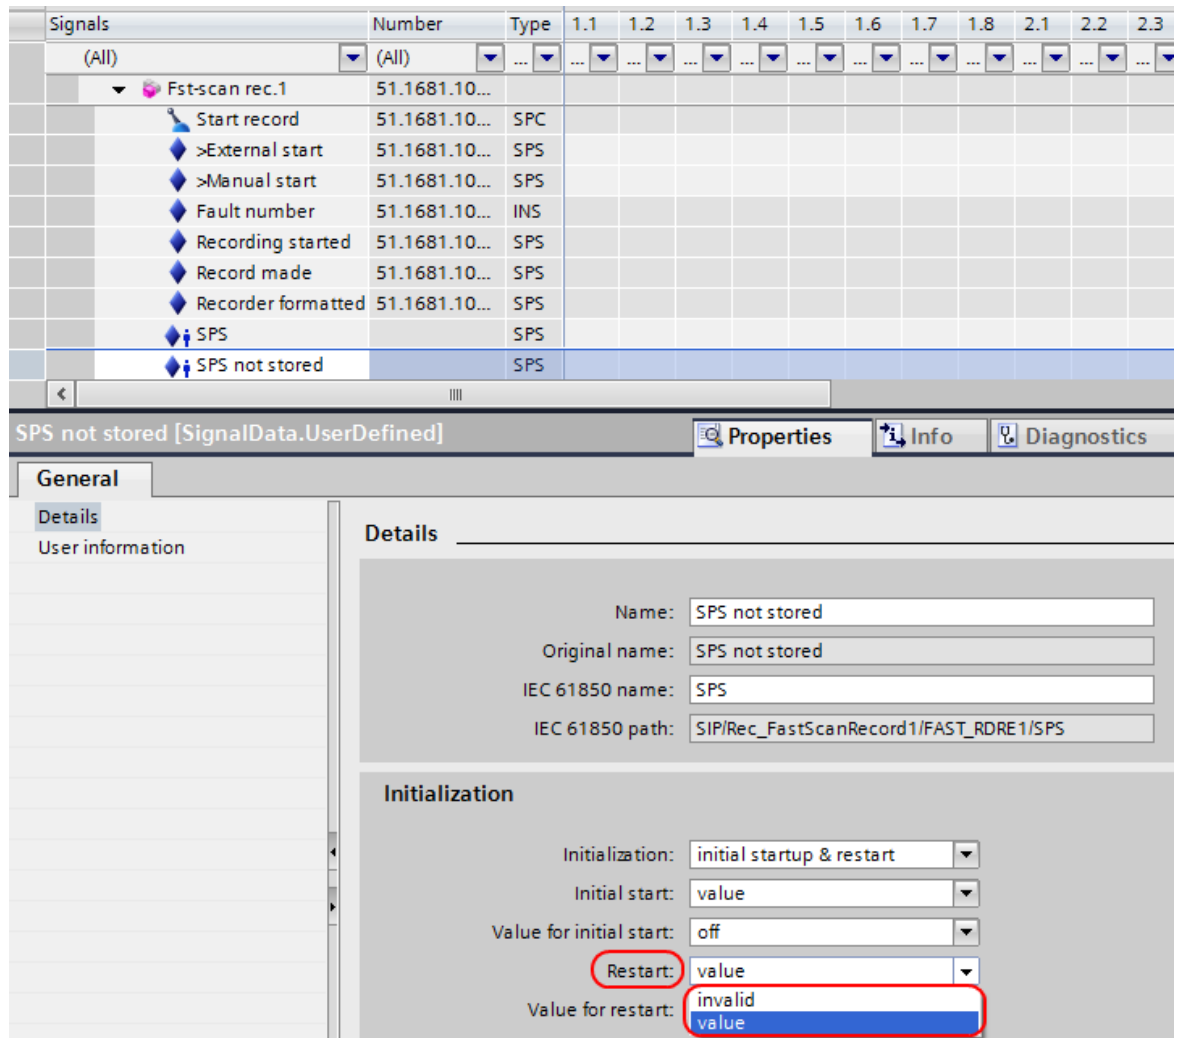 Signals Number Type 1.1 1.2 1.3 1.4 1.5 1.6 1.7 1.8 2.1 2.2 2.3
(All) (All) ... ... ... ... ... ... ... ... ... ... ... ...
Fst-scan rec.1 51.1681.10...
Start record 51.1681.10... SPC
>External start 51.1681.10... SPS
>Manual start 51.1681.10... SPS
Fault number 51.1681.10... INS
Recording started 51.1681.10... SPS
Record made 51.1681.10... SPS
Recorder formatted 51.1681.10... SPS
SPS SPS
SPS not stored SPS
SPS not stored [SignalData.UserDefined] Properties Info Diagnostics
General
Details
User information
Details
Name: SPS not stored
Original name: SPS not stored
IEC 61850 name: SPS
IEC 61850 path: SIP/Rec_FastScanRecord1/FAST_RDRE1/SPS
Initialization
Initialization: initial startup & restart
Initial start: value
Value for initial start: off
Restart: value
invalid
Value for restart:
value